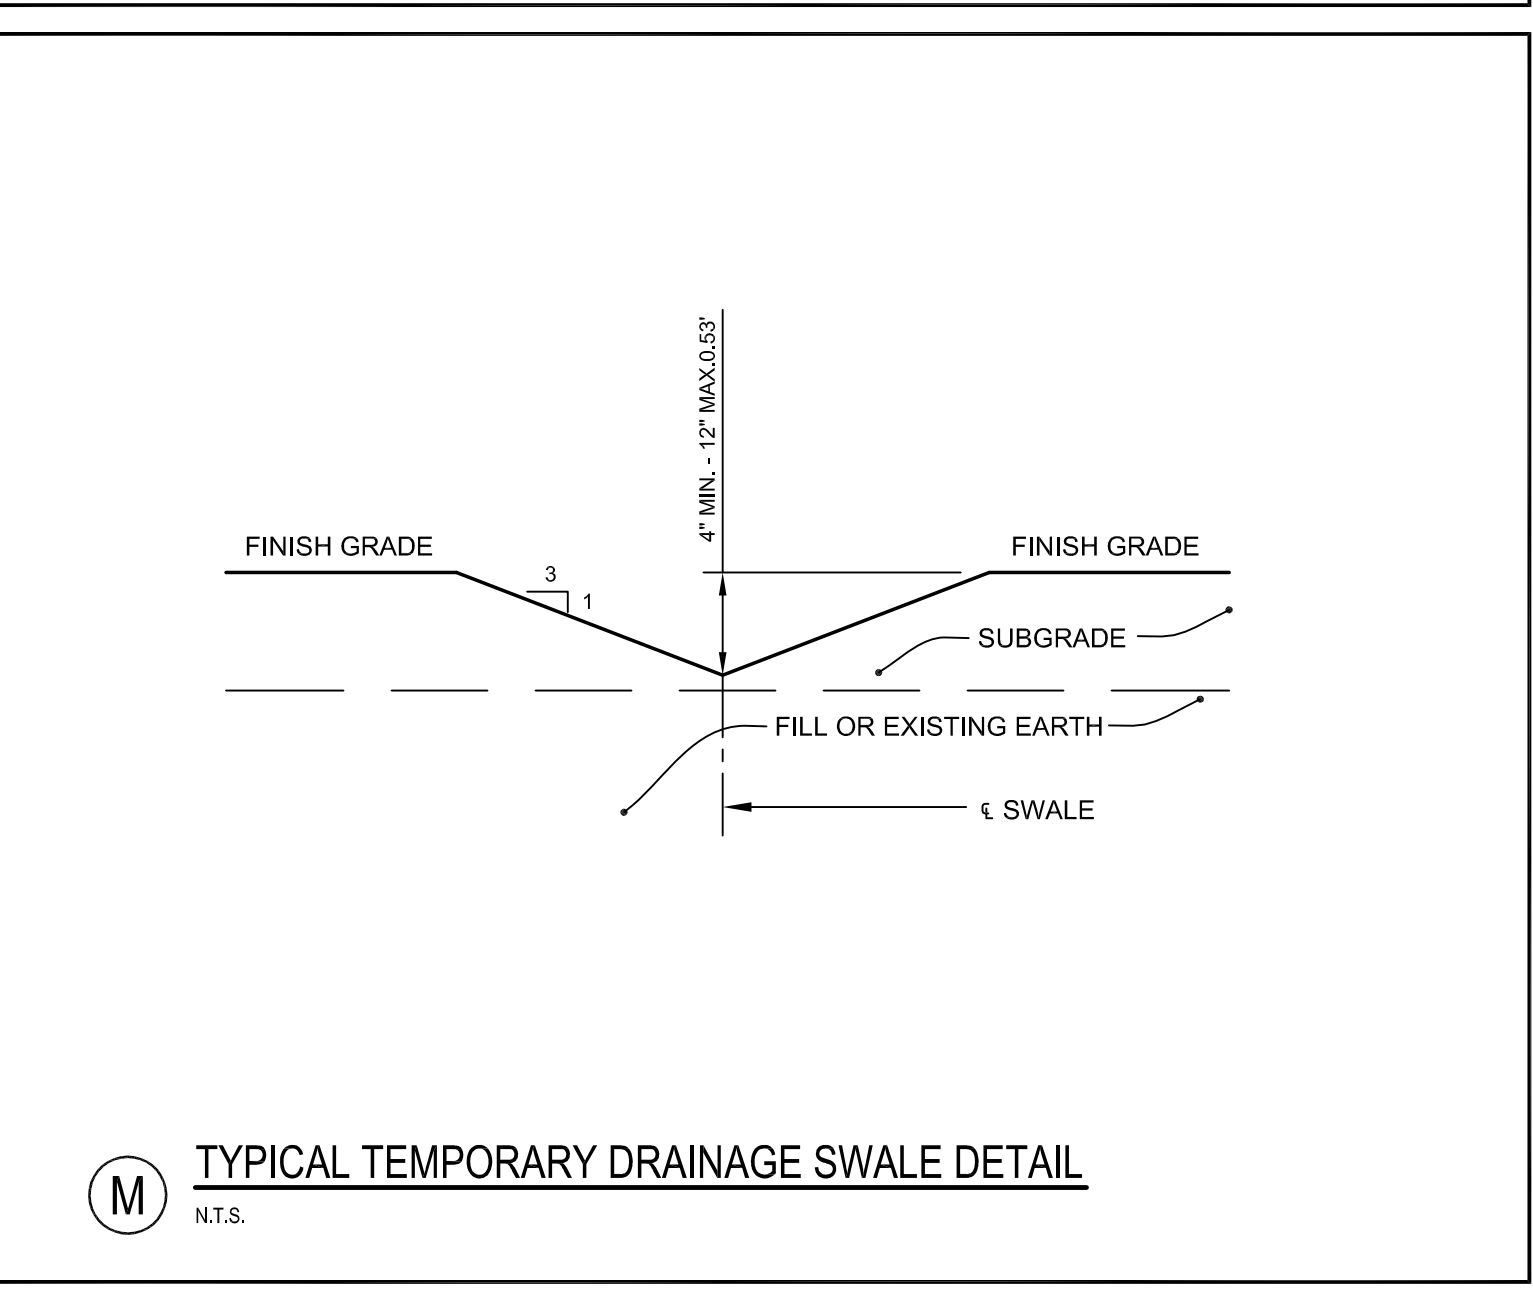 4" MIN. - 12" MAX.0.53'
FINISH GRADE
FINISH GRADE
3
1
SUBGRADE
FILL OR EXISTING EARTH
℄ SWALE
M
TYPICAL TEMPORARY DRAINAGE SWALE DETAIL
N.T.S.